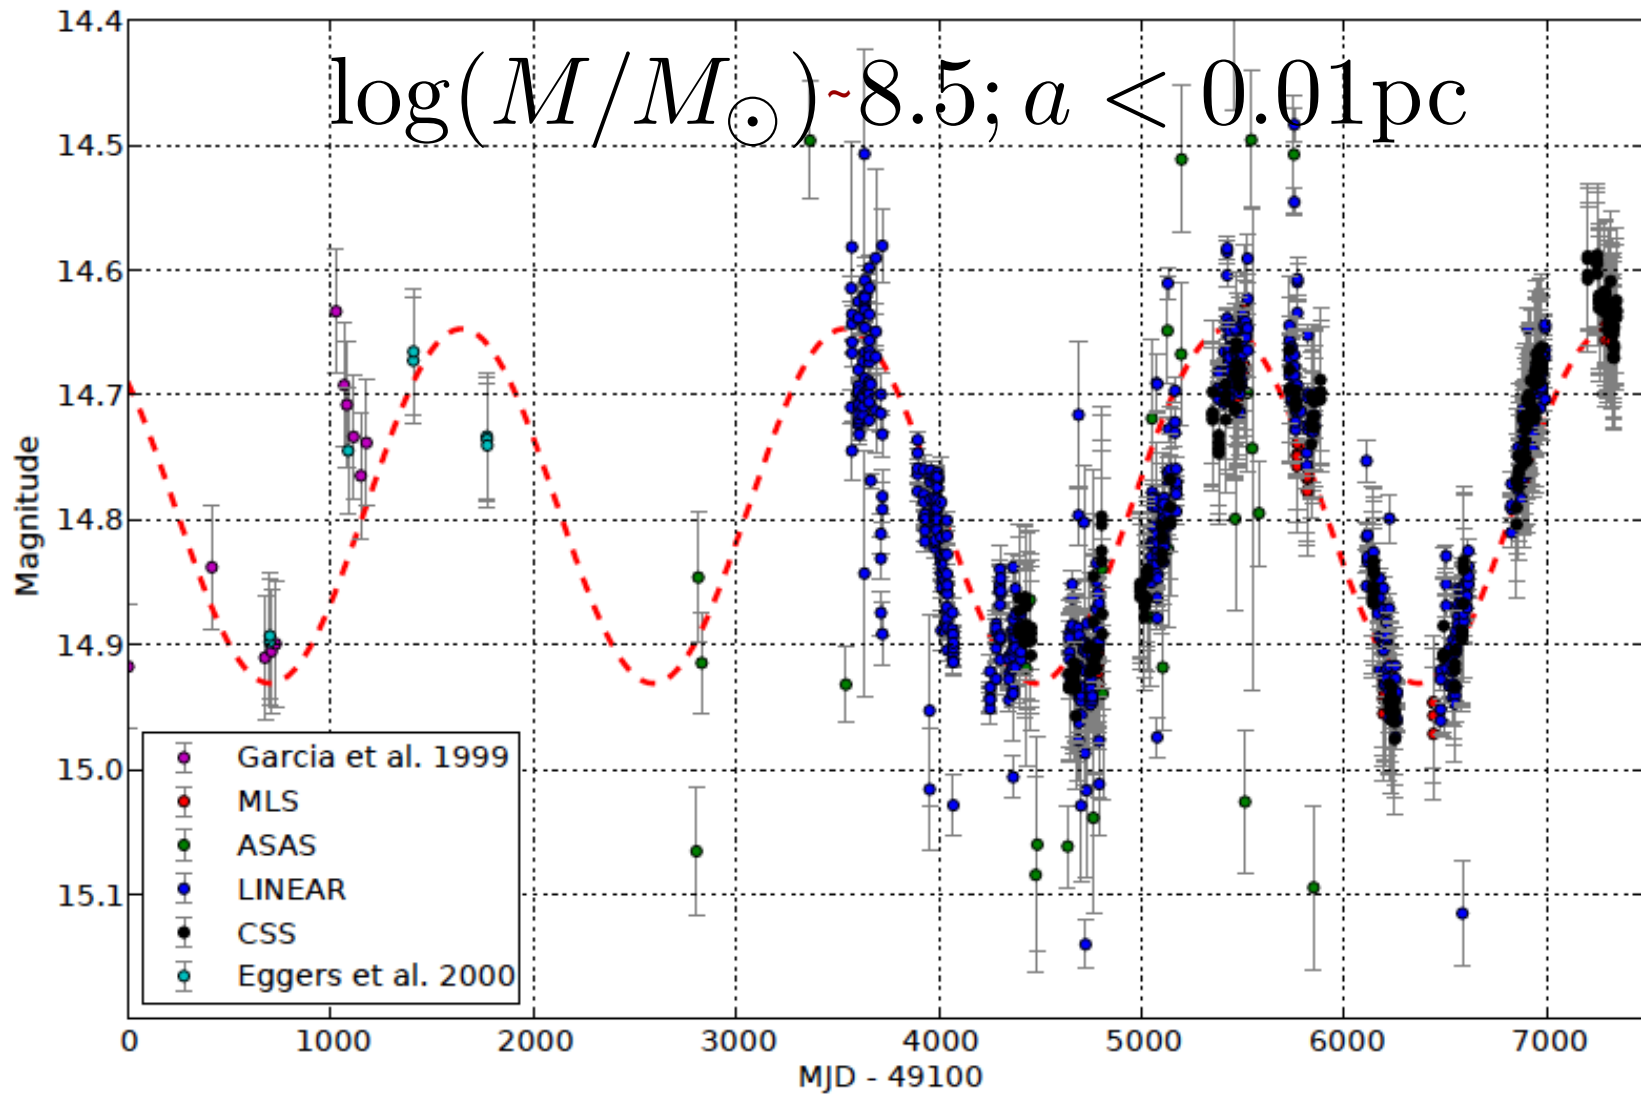 log(M/M⊙)~8.5; a < 0.01pc
14.4
14.5
14.6
14.7
14.8
14.9
15.0
15.1
Magnitude
Garcia et al. 1999
MLS
ASAS
LINEAR
CSS
Eggers et al. 2000
0 1000 2000 3000 4000 5000 6000 7000
MJD - 49100